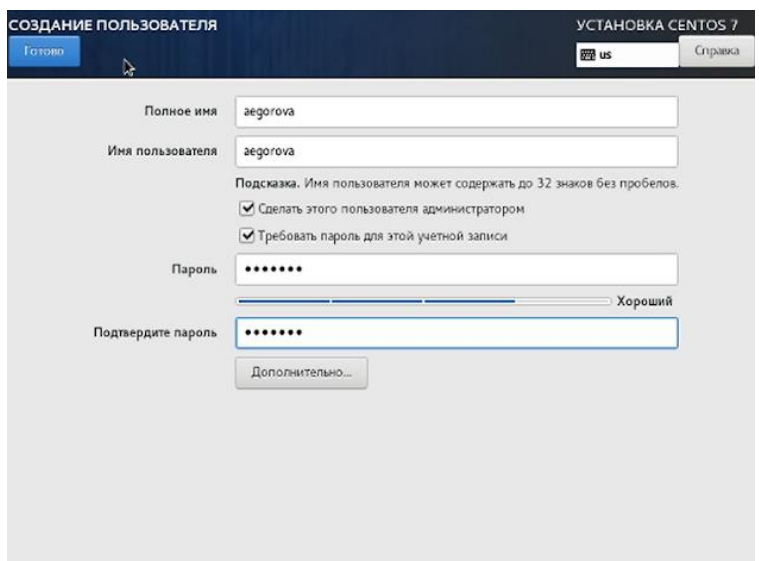 СОЗДАНИЕ ПОЛЬЗОВАТЕЛЯ
УСТАНОВКА CENTOS 7
Готово
us
Справка
Полное имя
aegorova
Имя пользователя
aegorova
Подсказка. Имя пользователя может содержать до 32 знаков без пробелов.
Сделать этого пользователя администратором
Требовать пароль для этой учетной записи
Пароль
•••••••
Хороший
Подтвердите пароль
•••••••
Дополнительно...